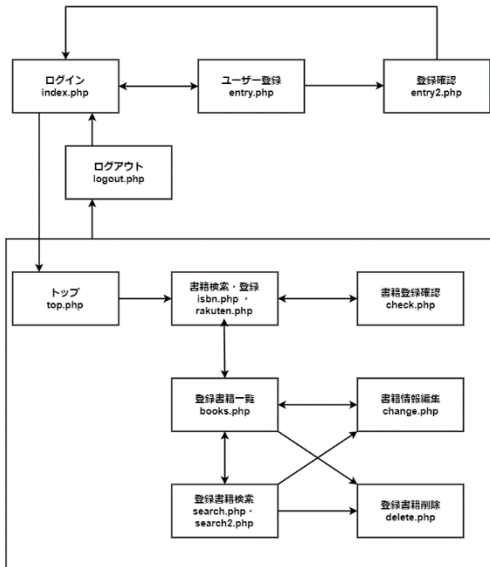 ログイン
index.php
ユーザー登録
entry.php
登録確認
entry2.php
ログアウト
logout.php
トップ
top.php
書籍検索・登録
isbn.php ・
rakuten.php
書籍登録確認
check.php
登録書籍一覧
books.php
書籍情報編集
change.php
登録書籍検索
search.php・
search2.php
登録書籍削除
delete.php